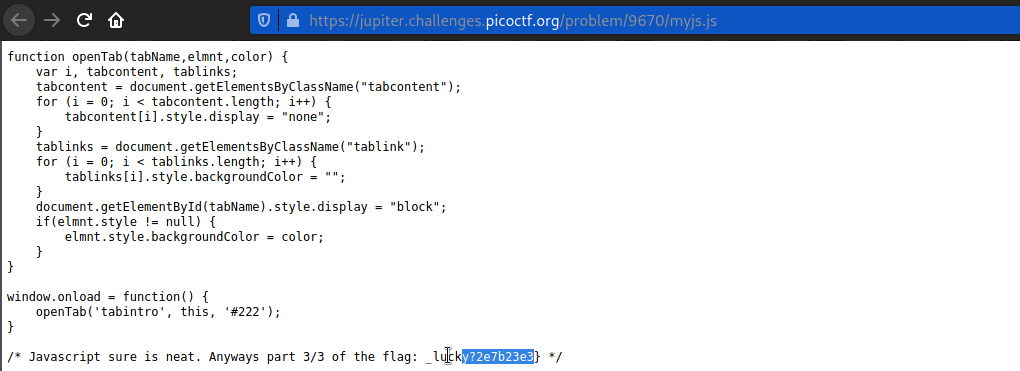 https://jupiter.challenges.picoctf.org/problem/9670/myjs.js
function openTab(tabName,elmnt,color) {
    var i, tabcontent, tablinks;
    tabcontent = document.getElementsByClassName("tabcontent");
    for (i = 0; i < tabcontent.length; i++) {
        tabcontent[i].style.display = "none";
    }
    tablinks = document.getElementsByClassName("tablink");
    for (i = 0; i < tablinks.length; i++) {
        tablinks[i].style.backgroundColor = "";
    }
    document.getElementById(tabName).style.display = "block";
    if(elmnt.style != null) {
        elmnt.style.backgroundColor = color;
    }
}

window.onload = function() {
    openTab('tabintro', this, '#222');
}

/* Javascript sure is neat. Anyways part 3/3 of the flag: _lucky?2e7b23e3} */